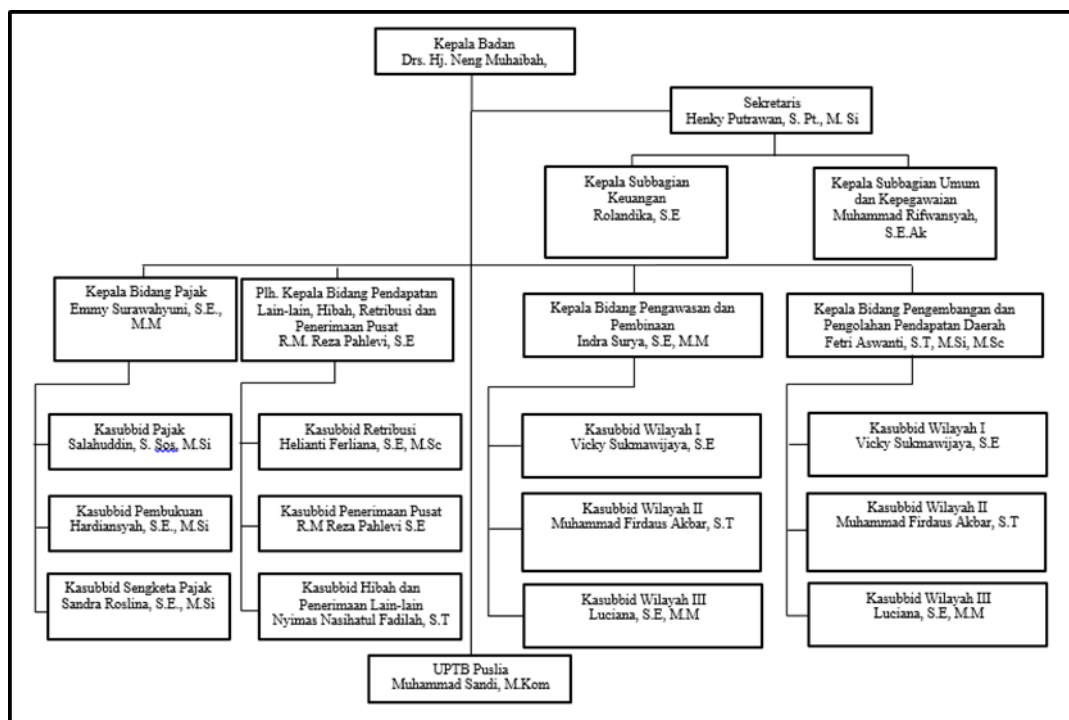 Kepala Badan
Drs. Hj. Neng Muhaibah,
Sekretaris
Henky Putrawan, S. Pt., M. Si
Kepala Subbagian
Keuangan
Rolandika, S.E
Kepala Subbagian Umum
dan Kepegawaian
Muhammad Rifwansyah,
S.E.Ak
Kepala Bidang Pajak
Emmy Surawahyuni, S.E.,
M.M
Plh. Kepala Bidang Pendapatan
Lain-lain, Hibah, Retribusi dan
Penerimaan Pusat
R.M. Reza Pahlevi, S.E
Kepala Bidang Pengawasan dan
Pembinaan
Indra Surya, S.E, M.M
Kepala Bidang Pengembangan dan
Pengolahan Pendapatan Daerah
Fetri Aswanti, S.T, M.Si, M.Sc
Kasubbid Pajak
Salahuddin, S. Sos, M.Si
Kasubbid Retribusi
Helianti Ferliana, S.E, M.Sc
Kasubbid Wilayah I
Vicky Sukmawijaya, S.E
Kasubbid Wilayah I
Vicky Sukmawijaya, S.E
Kasubbid Pembukuan
Hardiansyah, S.E., M.Si
Kasubbid Penerimaan Pusat
R.M Reza Pahlevi S.E
Kasubbid Wilayah II
Muhammad Firdaus Akbar, S.T
Kasubbid Wilayah II
Muhammad Firdaus Akbar, S.T
Kasubbid Sengketa Pajak
Sandra Roslina, S.E., M.Si
Kasubbid Hibah dan
Penerimaan Lain-lain
Nyimas Nasihatul Fadilah, S.T
Kasubbid Wilayah III
Luciana, S.E, M.M
Kasubbid Wilayah III
Luciana, S.E, M.M
UPTB Puslia
Muhammad Sandi, M.Kom